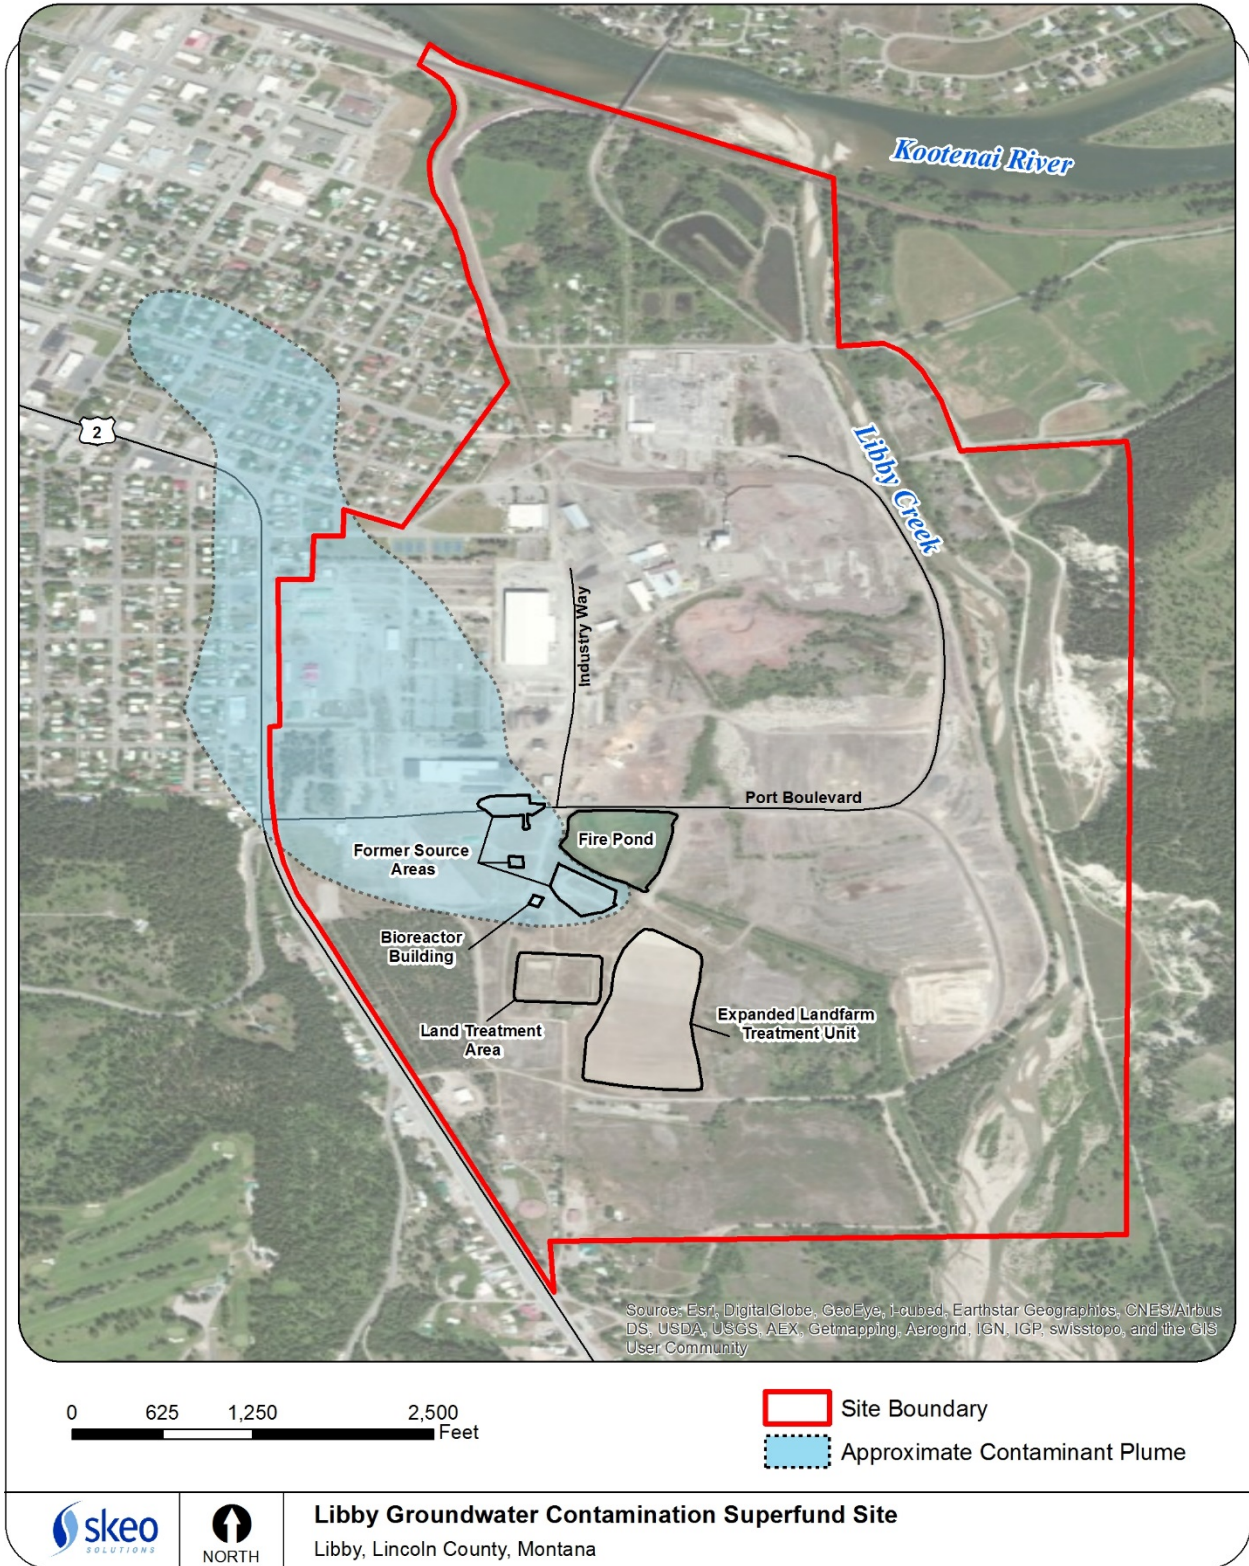 Kootenai River
2
Libby Creek
Industry Way
Port Boulevard
Fire Pond
Former Source
Areas
Bioreactor
Building
Land Treatment
Area
Expanded Landfarm
Treatment Unit
Source: Esri, DigitalGlobe, GeoEye, i-cubed, Earthstar Geographics, CNES/Airbus
DS, USDA, USGS, AEX, Getmapping, Aerogrid, IGN, IGP, swisstopo, and the GIS
User Community
0 625 1,250 2,500
Feet
Site Boundary
Approximate Contaminant Plume
skeo
SOLUTIONS
NORTH
Libby Groundwater Contamination Superfund Site
Libby, Lincoln County, Montana